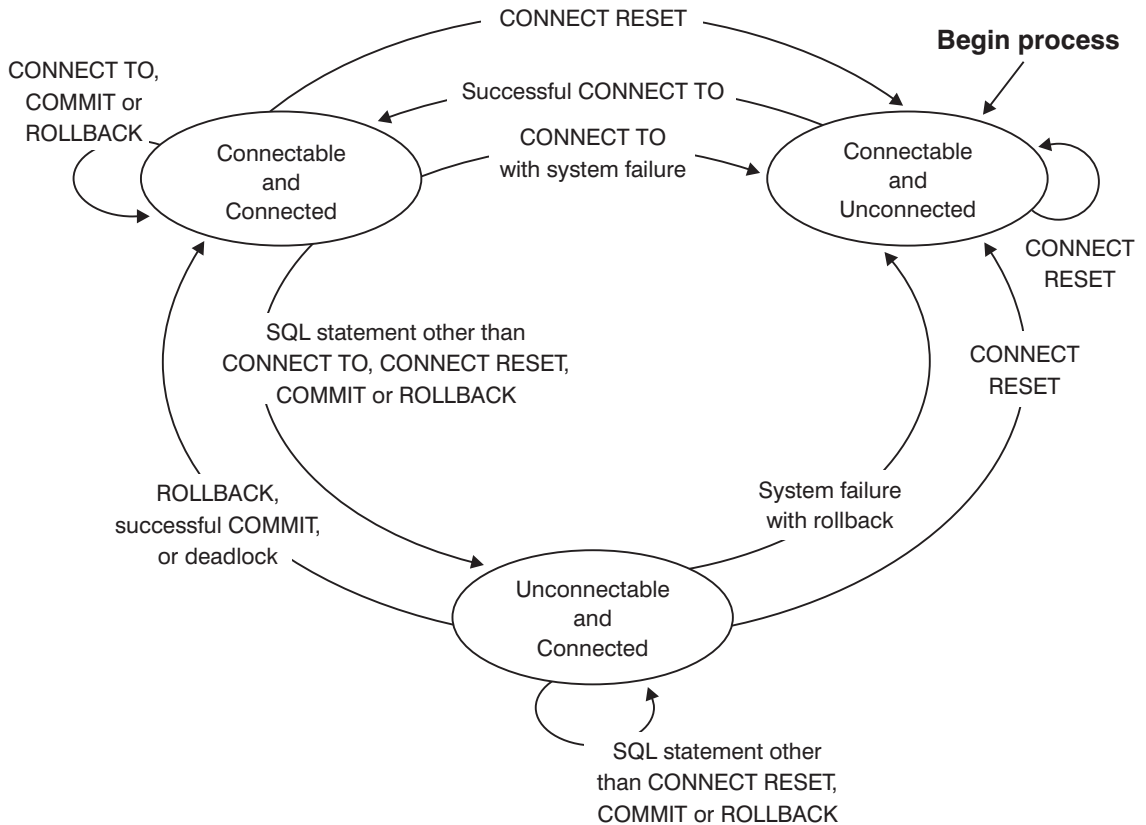 CONNECT RESET
Begin process
CONNECT TO,
COMMIT or
ROLLBACK
Successful CONNECT TO
CONNECT TO
with system failure
Connectable
and
Connected
Connectable
and
Unconnected
CONNECT
RESET
SQL statement other than
CONNECT TO, CONNECT RESET,
COMMIT or ROLLBACK
CONNECT
RESET
ROLLBACK,
successful COMMIT,
or deadlock
System failure
with rollback
Unconnectable
and
Connected
SQL statement other
than CONNECT RESET,
COMMIT or ROLLBACK